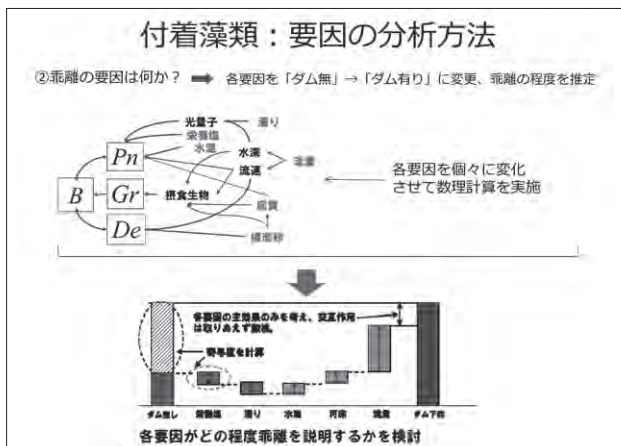 付着藻類：要因の分析方法
②乖離の要因は何か？ ➡ 各要因を「ダム無」→「ダム有り」に変更、乖離の程度を推定
光量子 濁り
栄養塩
水温
水深
流量
流速
Pn
B
Gr
摂食生物
底質
De
掃流砂
各要因を個々に変化
させて数理計算を実施
各要因の主効果のみを考え、交互作用
は取りあえず無視。
寄与度を計算
ダム無し 栄養塩 濁り 水温 河床 流量 ダム下流
各要因がどの程度乖離を説明するかを検討